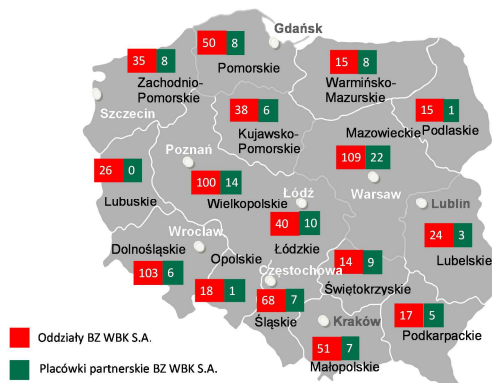 Gdańsk
50 8
35 8
Pomorskie
15 8
Zachodnio-
Pomorskie
Warmińsko-
Mazurskie
38 6
15 1
Szczecin
Kujawsko-
Pomorskie
Mazowieckie
Podlaskie
Poznań
109 22
26 0
100 14
Warsaw
Lubuskie
Wielkopolskie
Łódź
Lublin
Wroclaw
40 10
24 3
Dolnośląskie
Opolskie
Łódzkie
Lubelskie
103 6
14 9
Częstochowa
18 1
Świętokrzyskie
68 7
Śląskie
17 5
Kraków
Podkarpackie
Oddziały BZ WBK S.A.
51 7
Małopolskie
Placówki partnerskie BZ WBK S.A.